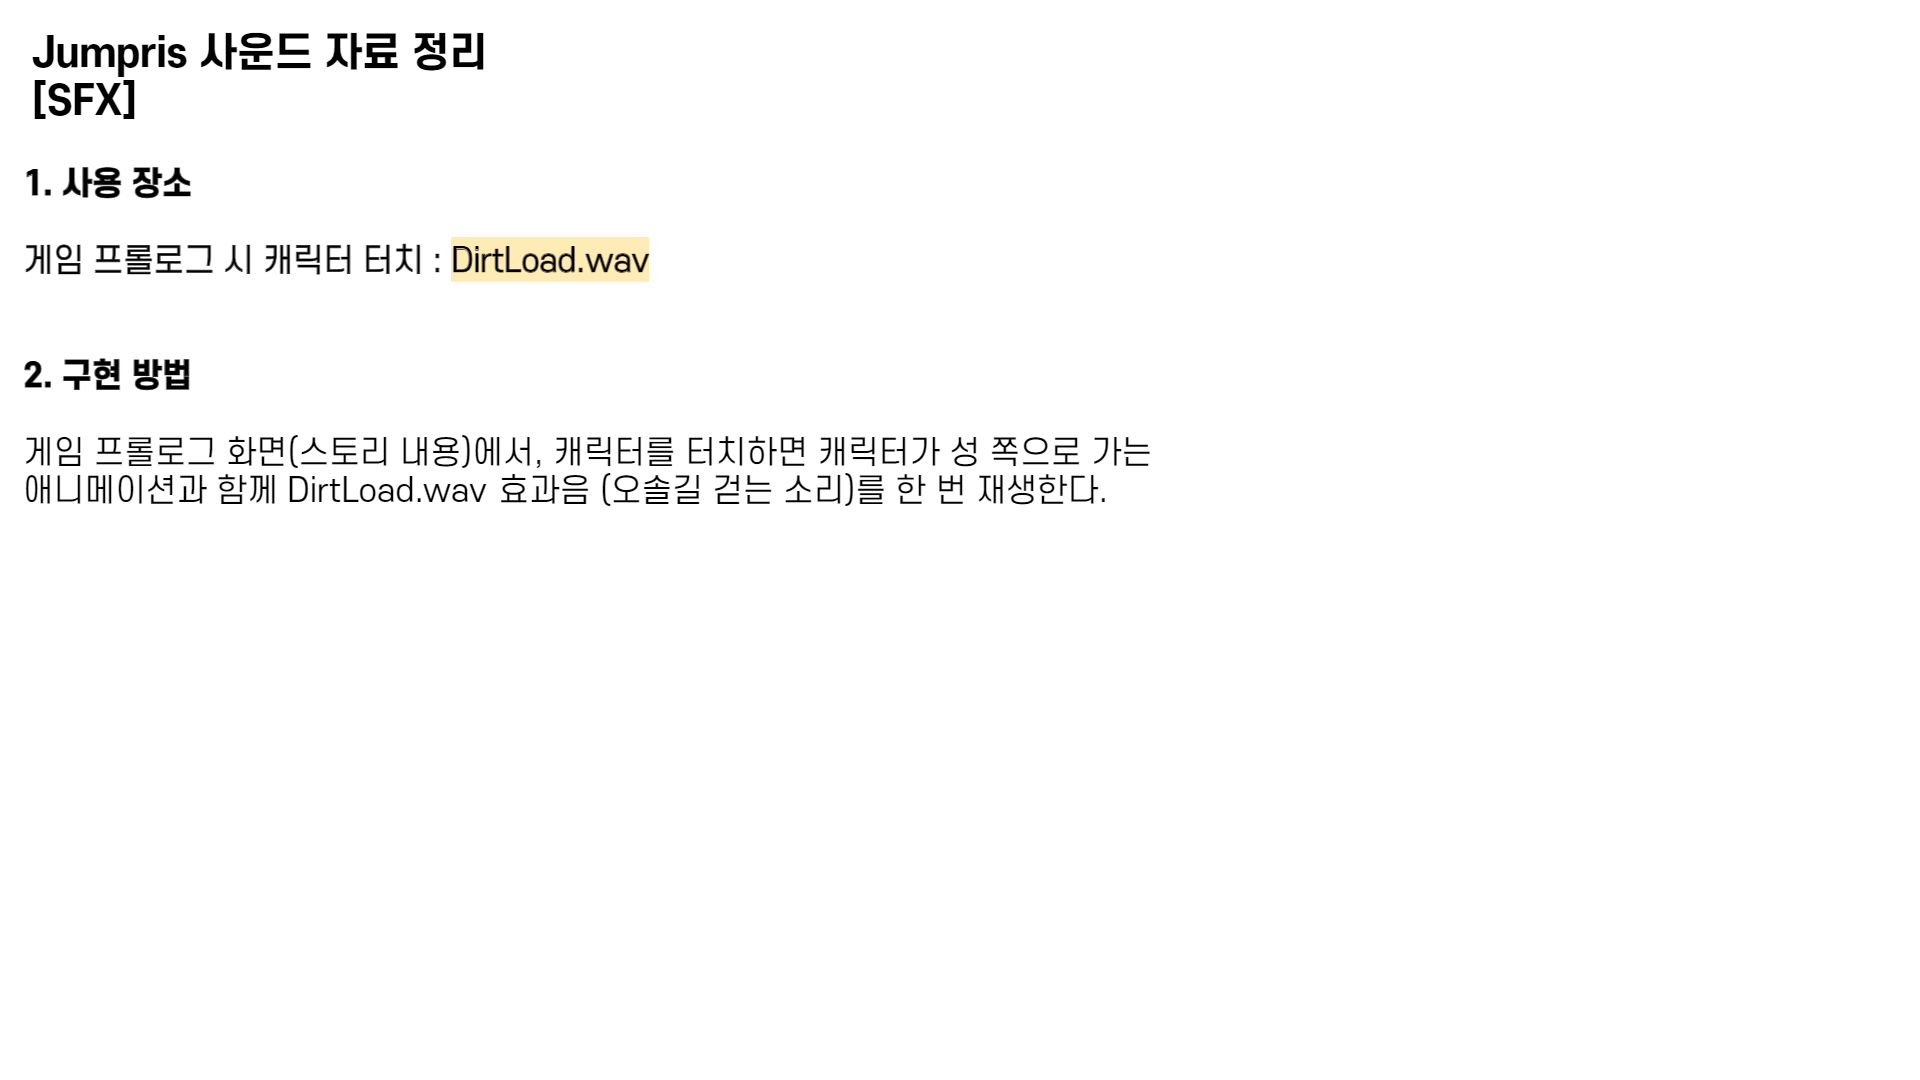 Jumpris 사운드 자료 정리
[SFX]
1. 사용 장소
게임 프롤로그 시 캐릭터 터치 : DirtLoad.wav
2. 구현 방법
게임 프롤로그 화면(스토리 내용)에서, 캐릭터를 터치하면 캐릭터가 성 쪽으로 가는
애니메이션과 함께 DirtLoad.wav 효과음 (오솔길 걷는 소리)를 한 번 재생한다.